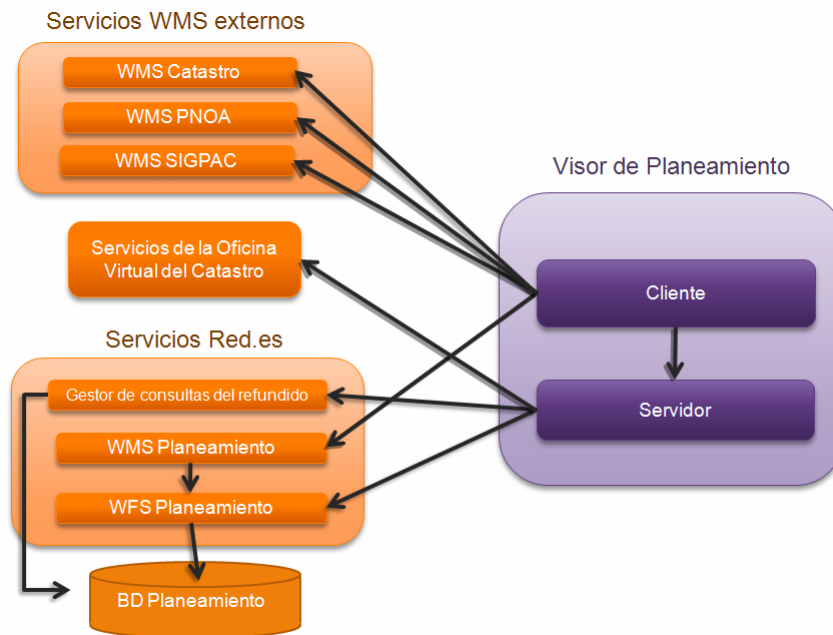 Servicios WMS externos
WMS Catastro
WMS PNOA
WMS SIGPAC
Servicios de la Oficina
Virtual del Catastro
Servicios Red.es
Gestor de consultas del refundido
WMS Planeamiento
WFS Planeamiento
BD Planeamiento
Visor de Planeamiento
Cliente
Servidor